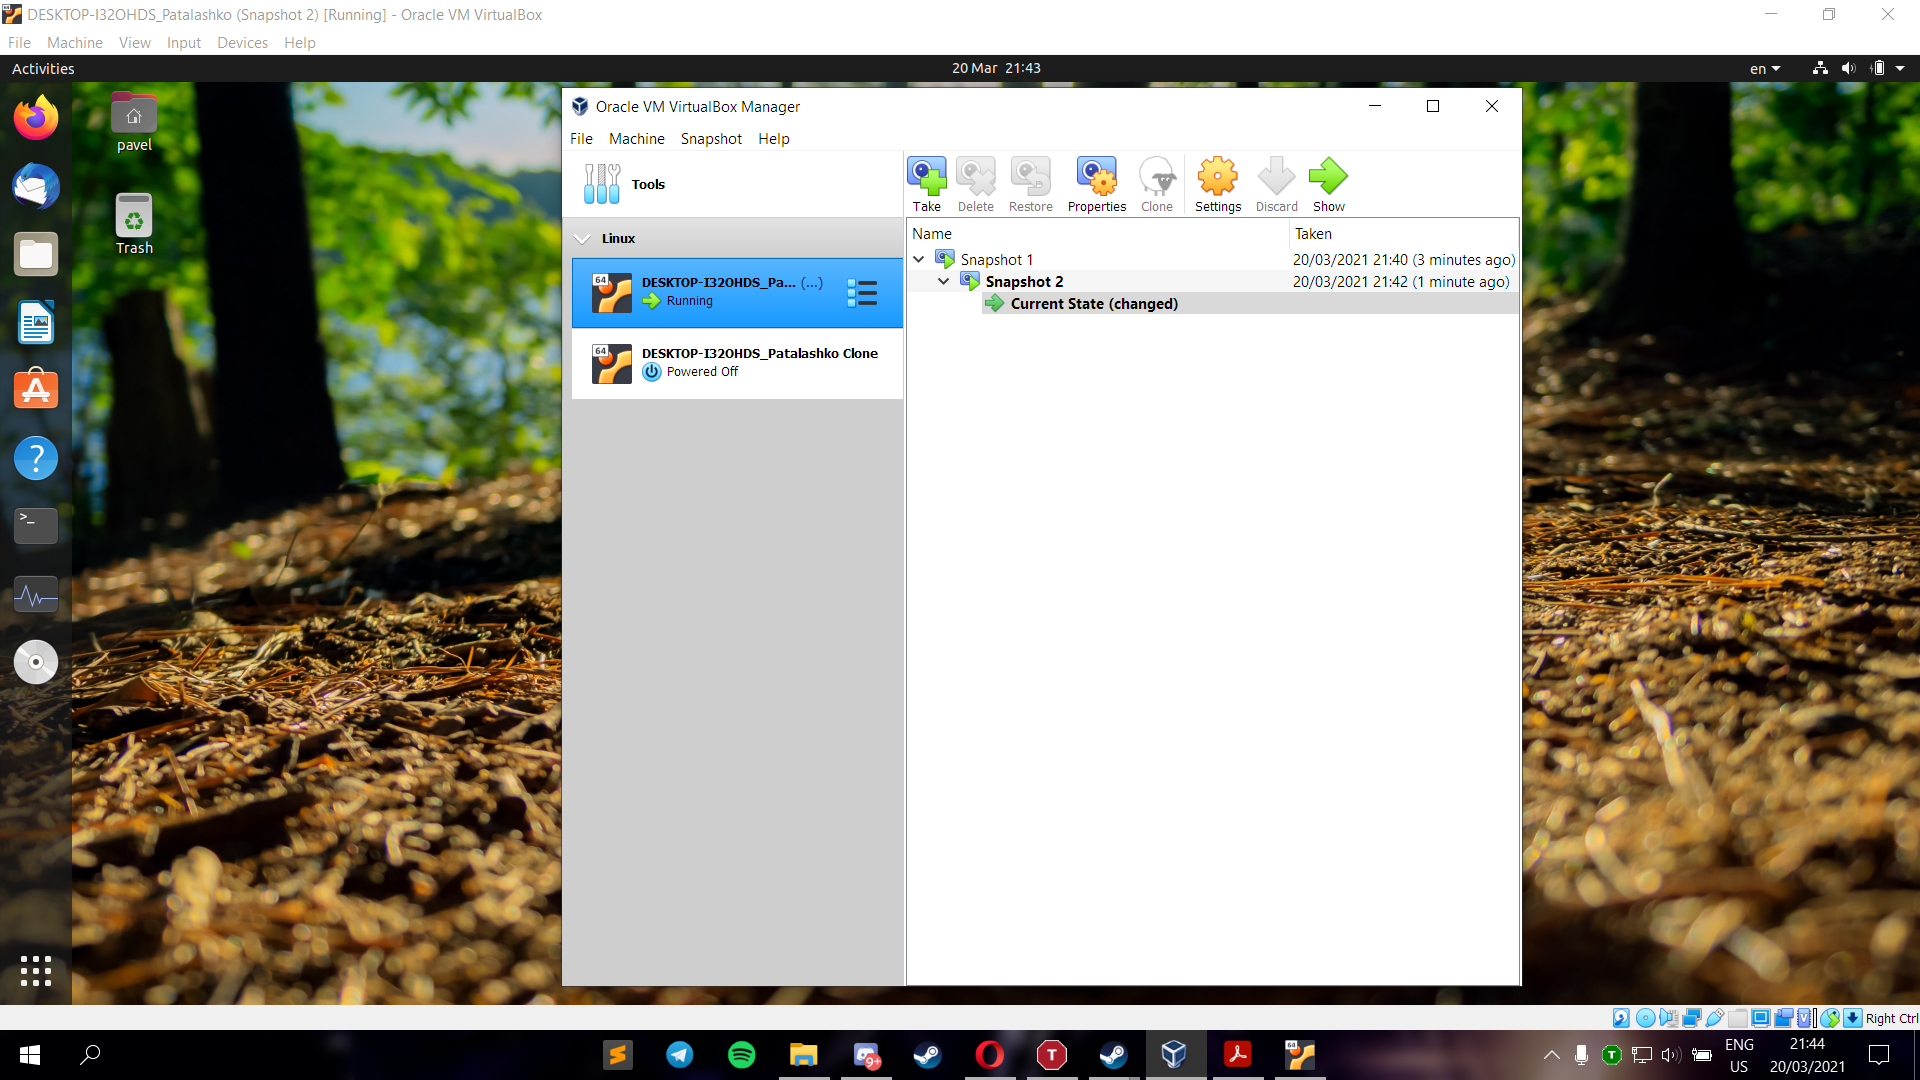 DESKTOP-I32OHDS_Patalashko (Snapshot 2) [Running] - Oracle VM VirtualBox
File Machine View Input Devices Help
Activities
20 Mar 21:43
en
pavel
Trash
Oracle VM VirtualBox Manager
File Machine Snapshot Help
Tools
Take Delete Restore Properties Clone Settings Discard Show
Linux
64
DESKTOP-I32OHDS_Pa... (...)
Running
64
DESKTOP-I32OHDS_Patalashko Clone
Powered Off
Name Taken
Snapshot 1 20/03/2021 21:40 (3 minutes ago)
Snapshot 2 20/03/2021 21:42 (1 minute ago)
Current State (changed)
Right Ctrl
9+
64
ENG
US
21:44
20/03/2021